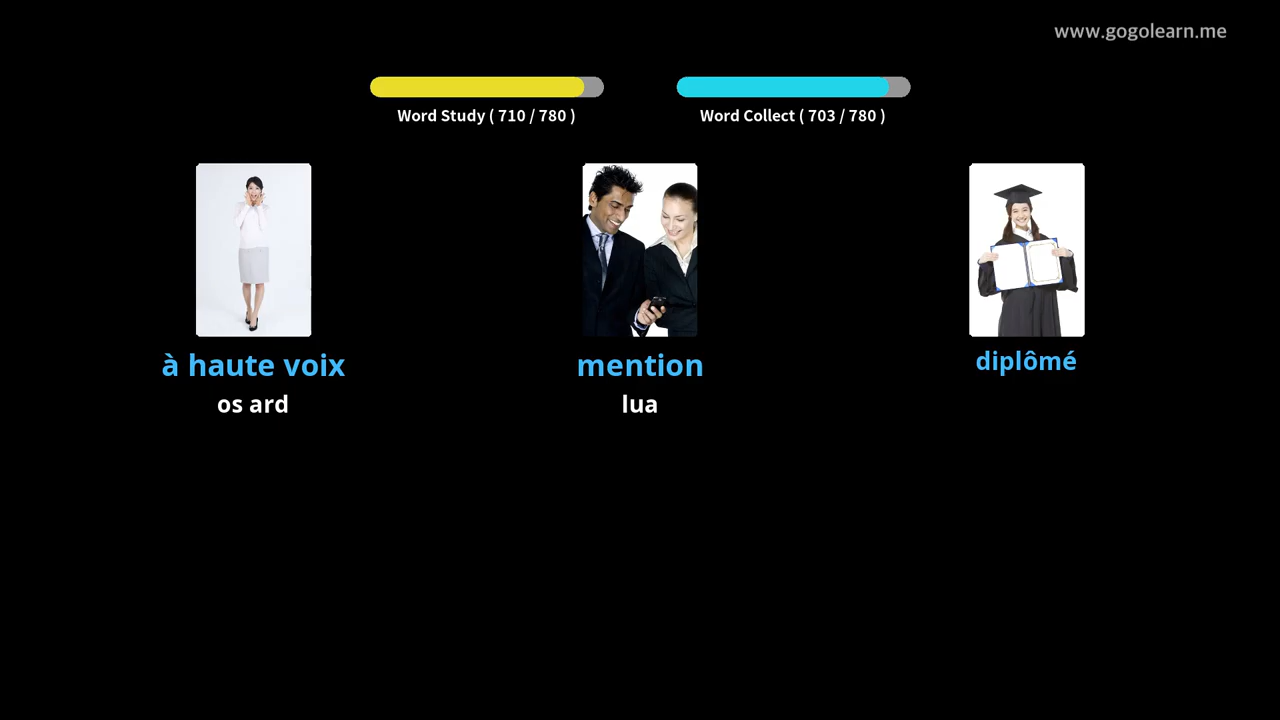 www.gogolearn.me
Word Study ( 710 / 780 )
Word Collect ( 703 / 780 )
à haute voix
os ard
mention
lua
diplômé